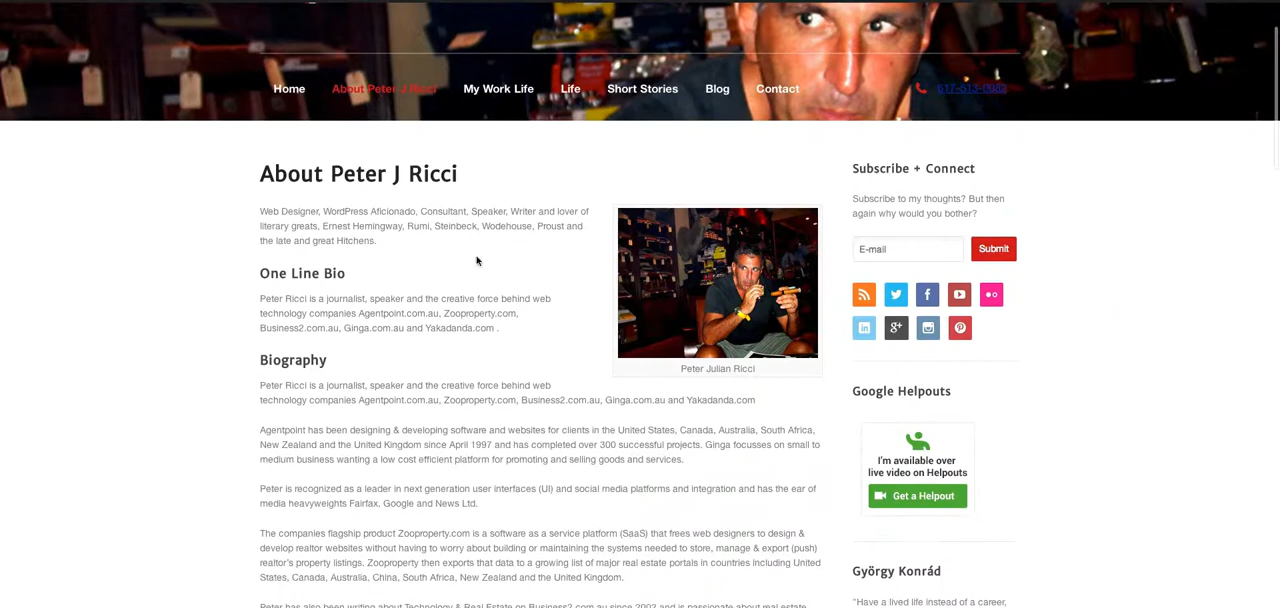 Home About Peter J Ricci My Work Life Life Short Stories Blog Contact 617-513-0082
About Peter J Ricci
Web Designer, WordPress Aficionado, Consultant, Speaker, Writer and lover of
literary greats, Ernest Hemingway, Rumi, Steinbeck, Wodehouse, Proust and
the late and great Hitchens.
One Line Bio
Peter Ricci is a journalist, speaker and the creative force behind web
technology companies Agentpoint.com.au, Zooproperty.com,
Business2.com.au, Ginga.com.au and Yakadanda.com .
Peter Julian Ricci
Biography
Peter Ricci is a journalist, speaker and the creative force behind web
technology companies Agentpoint.com.au, Zooproperty.com, Business2.com.au, Ginga.com.au and Yakadanda.com
Agentpoint has been designing & developing software and websites for clients in the United States, Canada, Australia, South Africa,
New Zealand and the United Kingdom since April 1997 and has completed over 300 successful projects. Ginga focusses on small to
medium business wanting a low cost efficient platform for promoting and selling goods and services.
Peter is recognized as a leader in next generation user interfaces (UI) and social media platforms and integration and has the ear of
media heavyweights Fairfax, Google and News Ltd.
The companies flagship product Zooproperty.com is a software as a service platform (SaaS) that frees web designers to design &
develop realtor websites without having to worry about building or maintaining the systems needed to store, manage & export (push)
realtor's property listings. Zooproperty then exports that data to a growing list of major real estate portals in countries including United
States, Canada, Australia, China, South Africa, New Zealand and the United Kingdom.
Peter has also been writing about Technology & Real Estate on Business2.com.au since 2002 and is passionate about real estate
Subscribe + Connect
Subscribe to my thoughts? But then
again why would you bother?
E-mail Submit
Google Helpouts
I'm available over
live video on Helpouts
Get a Helpout
György Konrád
"Have a lived life instead of a career,